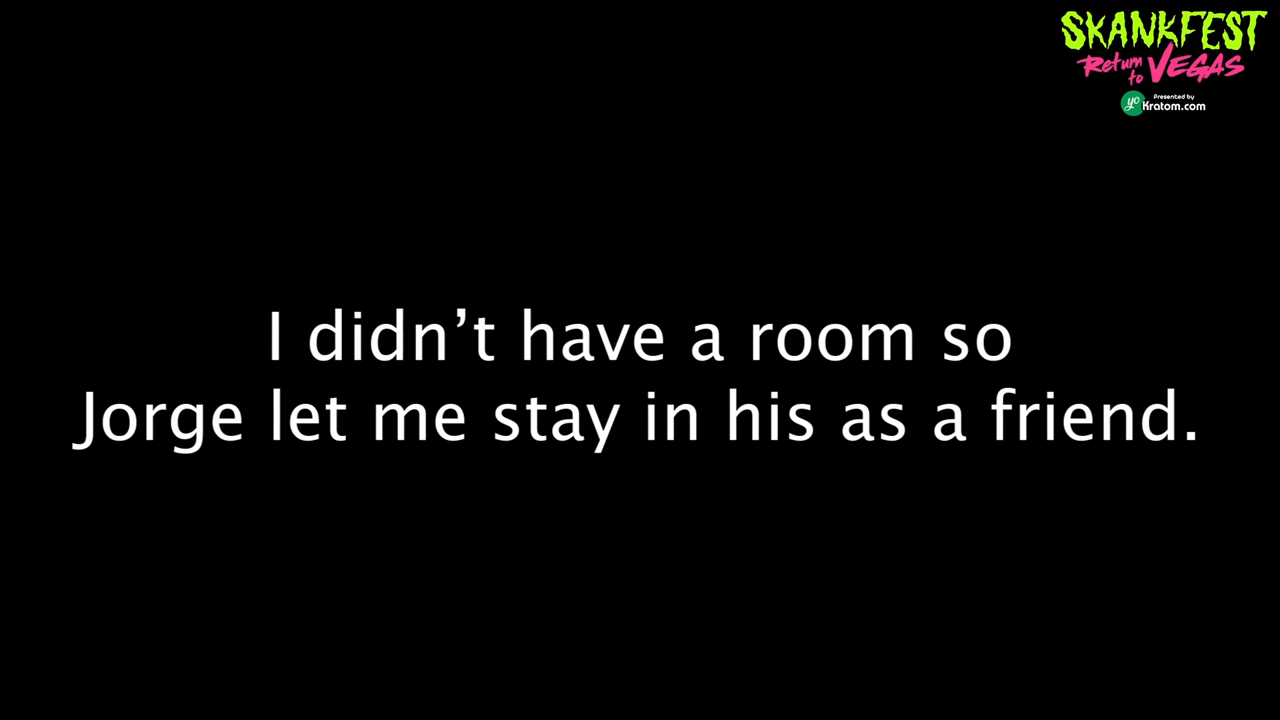 SKANKFEST
Return
to VEGAS
Presented by
yo Kratom.com
I didn’t have a room so
Jorge let me stay in his as a friend.